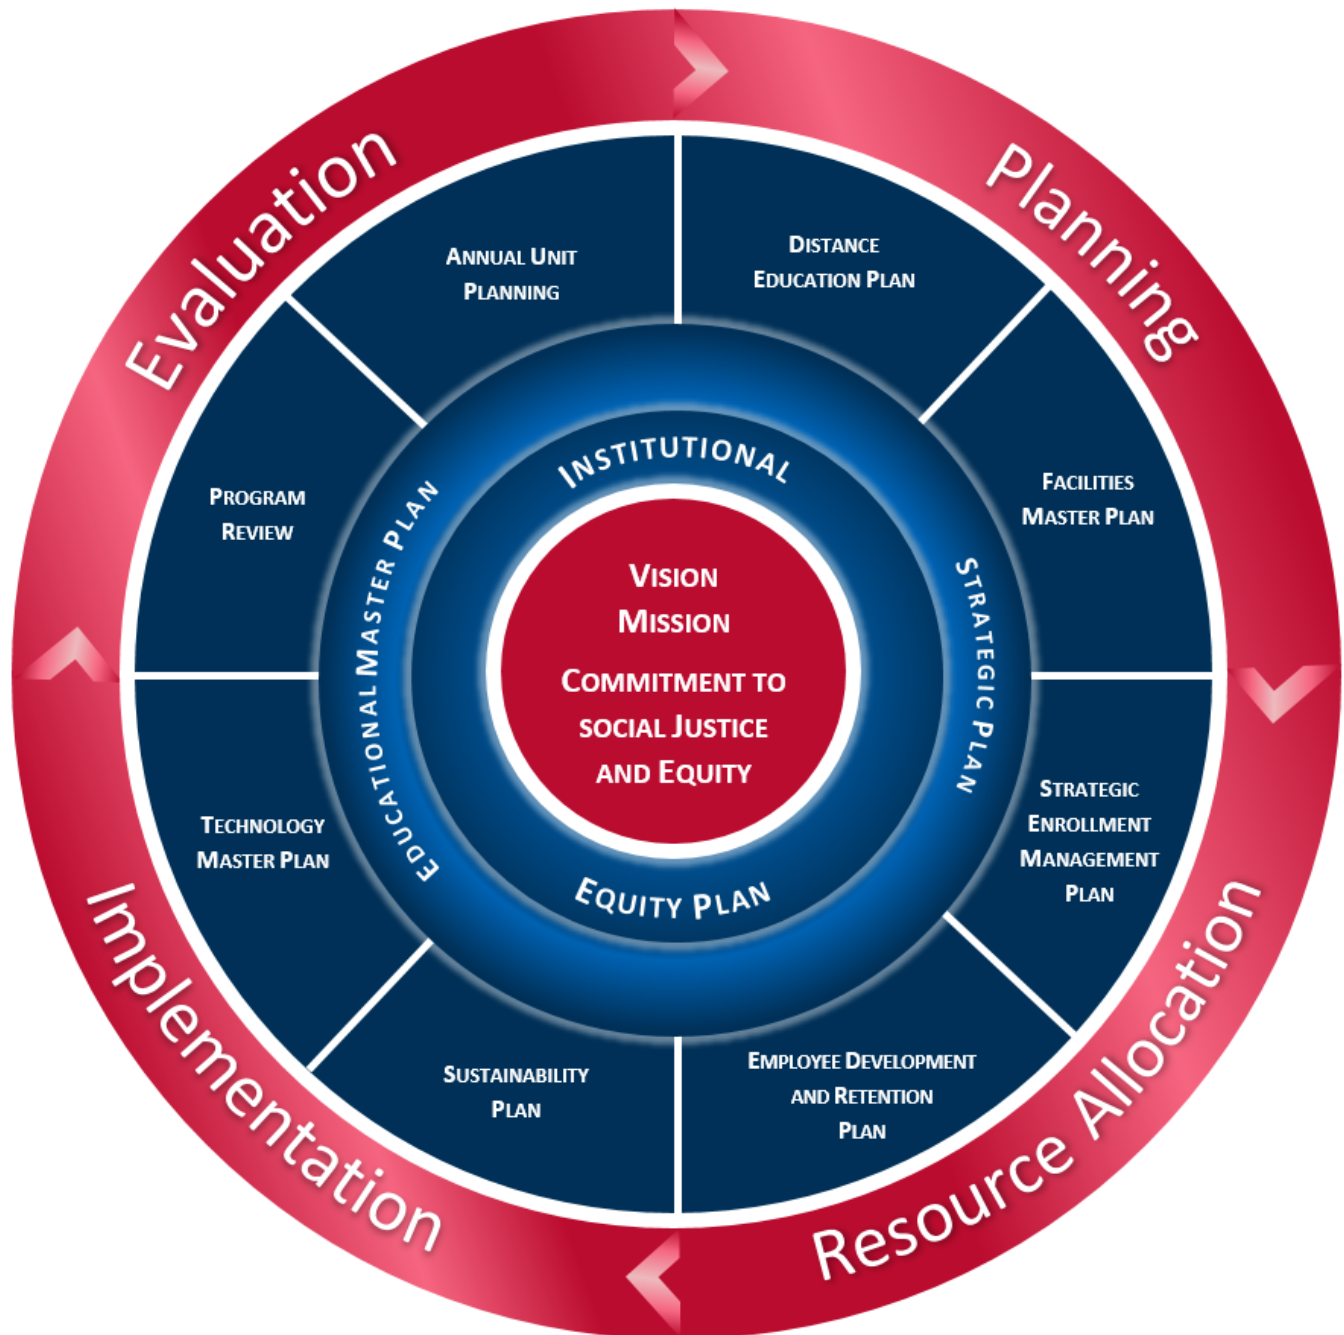 Evaluation
Planning
Resource Allocation
Implementation
Annual Unit
Planning
Distance
Education Plan
Facilities
Master Plan
Strategic
Enrollment
Management
Plan
Employee Development
and Retention
Plan
Sustainability
Plan
Technology
Master Plan
Program
Review
Educational Master Plan
Strategic Plan
Institutional
Equity Plan
Vision
Mission
Commitment to
social Justice
and Equity